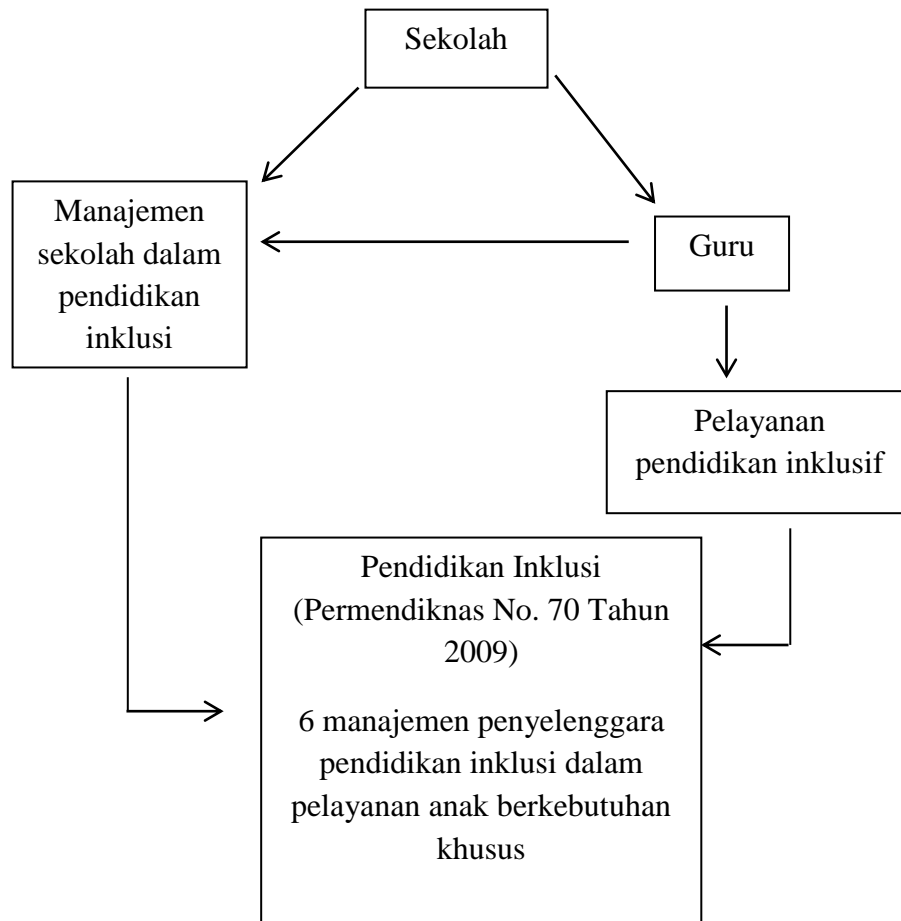 Sekolah
Manajemen
sekolah dalam
pendidikan
inklusi
Guru
Pelayanan
pendidikan inklusif
Pendidikan Inklusi
(Permendiknas No. 70 Tahun
2009)
6 manajemen penyelenggara
pendidikan inklusi dalam
pelayanan anak berkebutuhan
khusus